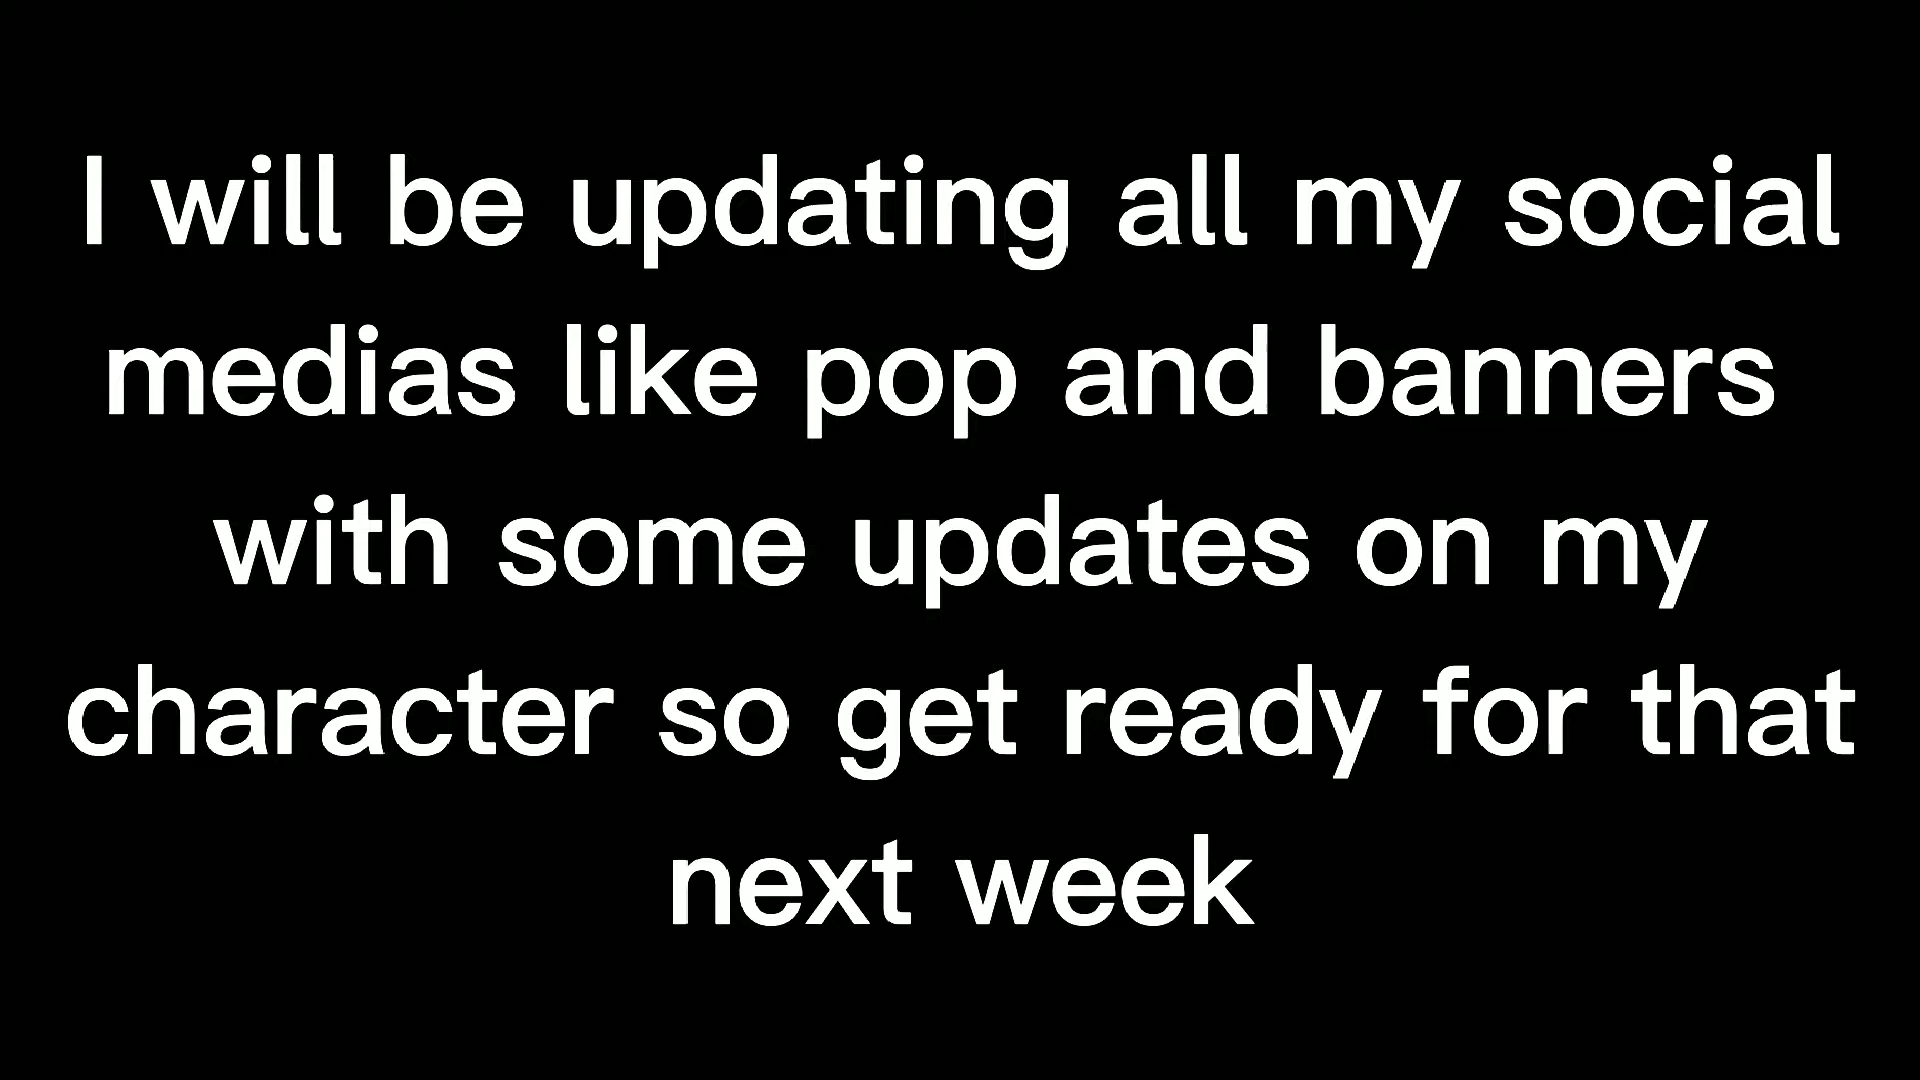 I will be updating all my social
medias like pop and banners
with some updates on my
character so get ready for that
next week